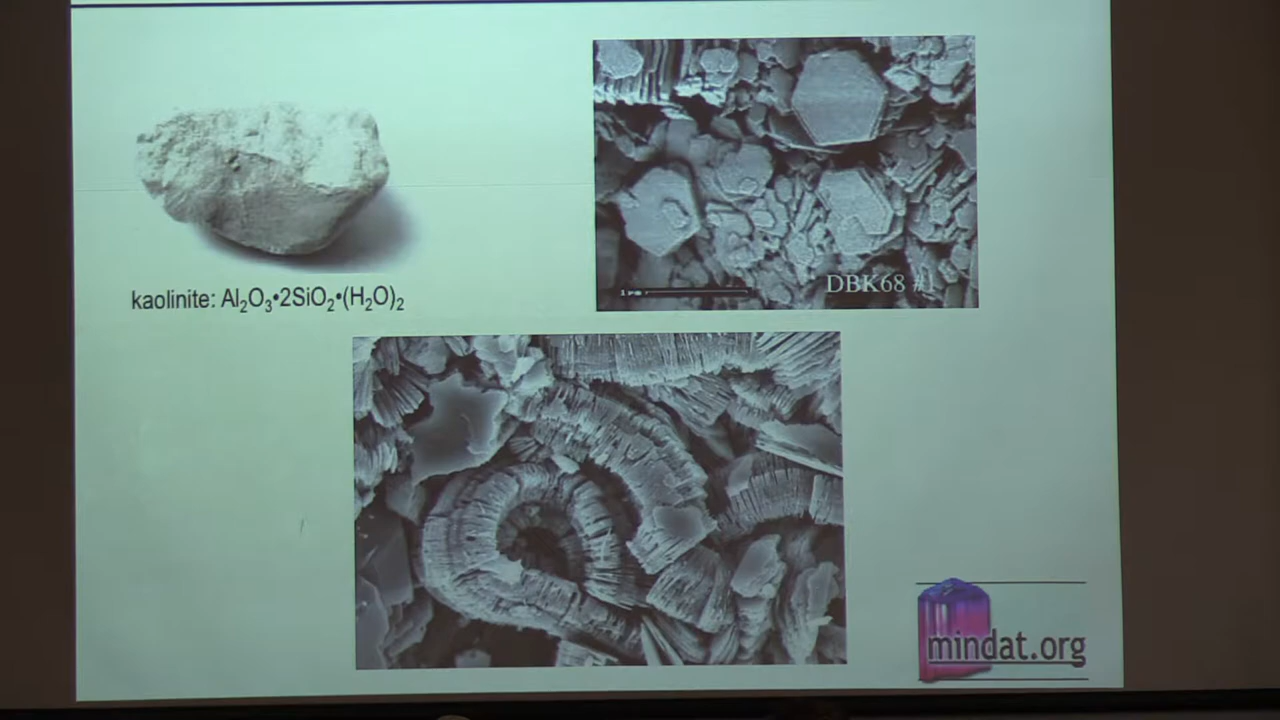 kaolinite: Al₂O₃•2SiO₂•(H₂O)₂
DBK68 #1
mindat.org